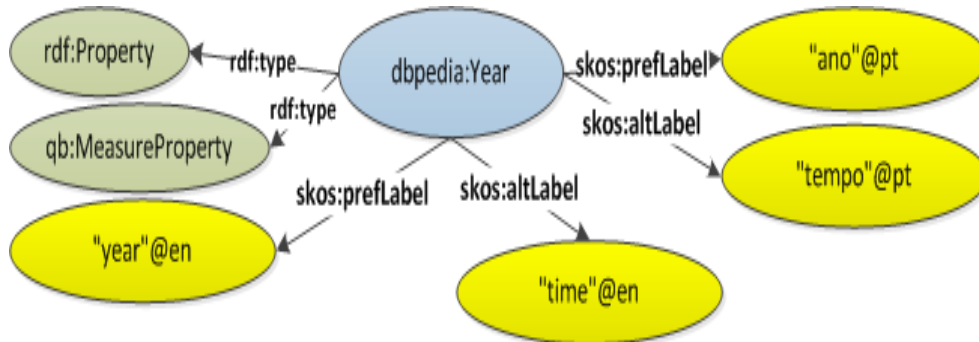 rdf:Property
rdf:type
dbpedia:Year
skos:prefLabel
"ano"@pt
rdf:type
qb:MeasureProperty
skos:altLabel
"tempo"@pt
skos:prefLabel
skos:altLabel
"year"@en
"time"@en